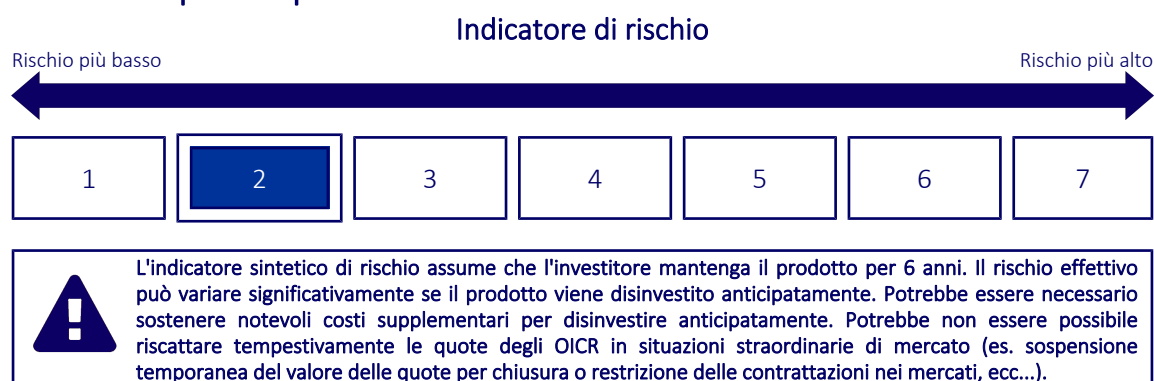 Indicatore di rischio
Rischio più basso
Rischio più alto
1 2 3 4 5 6 7
L'indicatore sintetico di rischio assume che l'investitore mantenga il prodotto per 6 anni. Il rischio effettivo
può variare significativamente se il prodotto viene disinvestito anticipatamente. Potrebbe essere necessario
sostenere notevoli costi supplementari per disinvestire anticipatamente. Potrebbe non essere possibile
riscattare tempestivamente le quote degli OICR in situazioni straordinarie di mercato (es. sospensione
temporanea del valore delle quote per chiusura o restrizione delle contrattazioni nei mercati, ecc...).